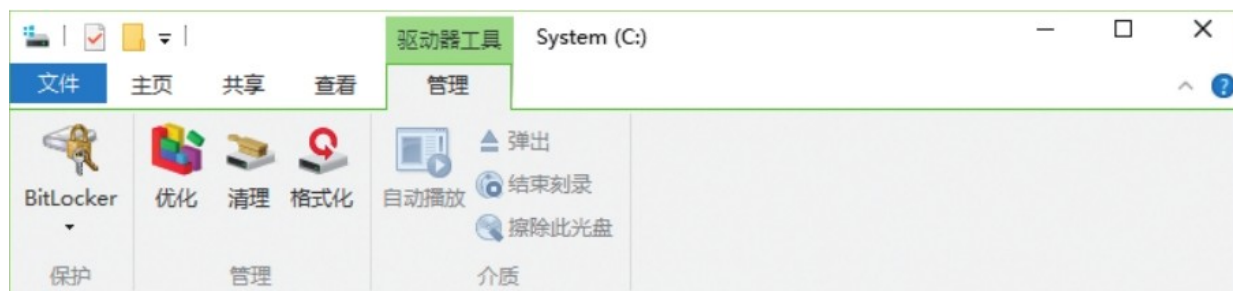 驱动器工具 System (C:)
文件 主页 共享 查看 管理
BitLocker 优化 清理 格式化 自动播放 弹出
结束刻录
擦除此光盘
保护 管理 介质